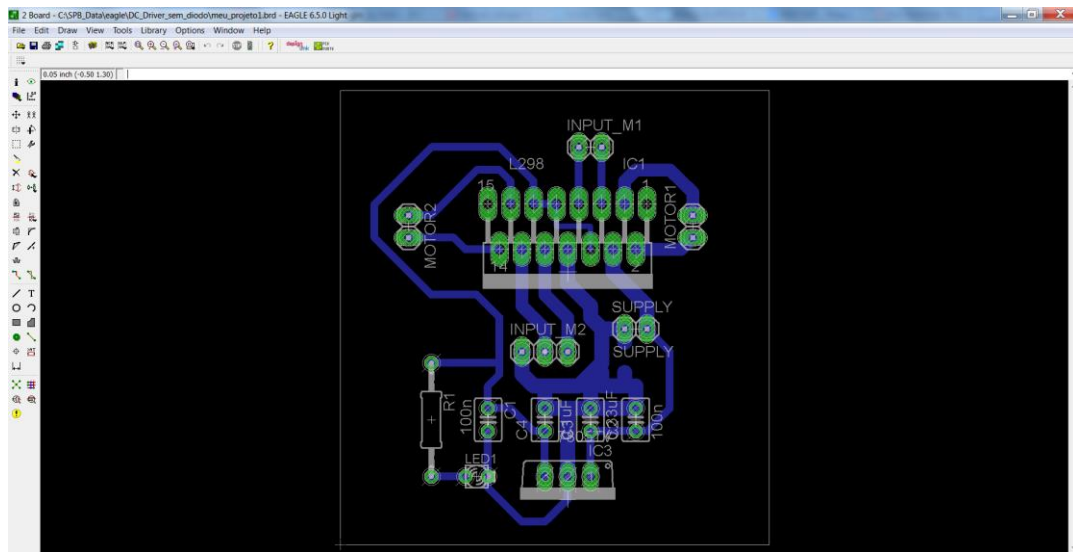 2 Board - C:\SPB_Data\eagle\DC_Driver_sem_diodo\meu_projeto1.brd - EAGLE 6.5.0 Light
File Edit Draw View Tools Library Options Window Help
0.05 inch (-0.50 1.30)
INPUT_M1
L298 IC1
15 1
MOTOR2
MOTOR1
14 2
SUPPLY
INPUT_M2
SUPPLY
R1
100n
C1
C4
100n
IC3
LED1